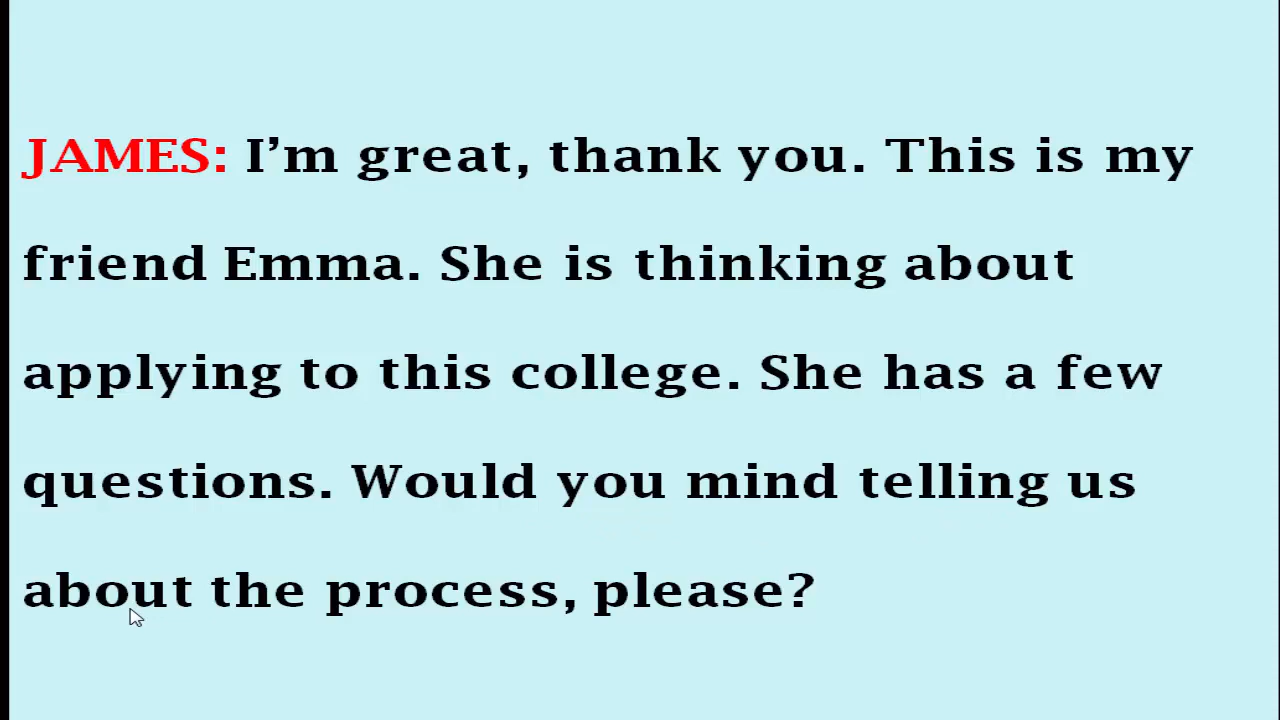 JAMES: I’m great, thank you. This is my
friend Emma. She is thinking about
applying to this college. She has a few
questions. Would you mind telling us
about the process, please?